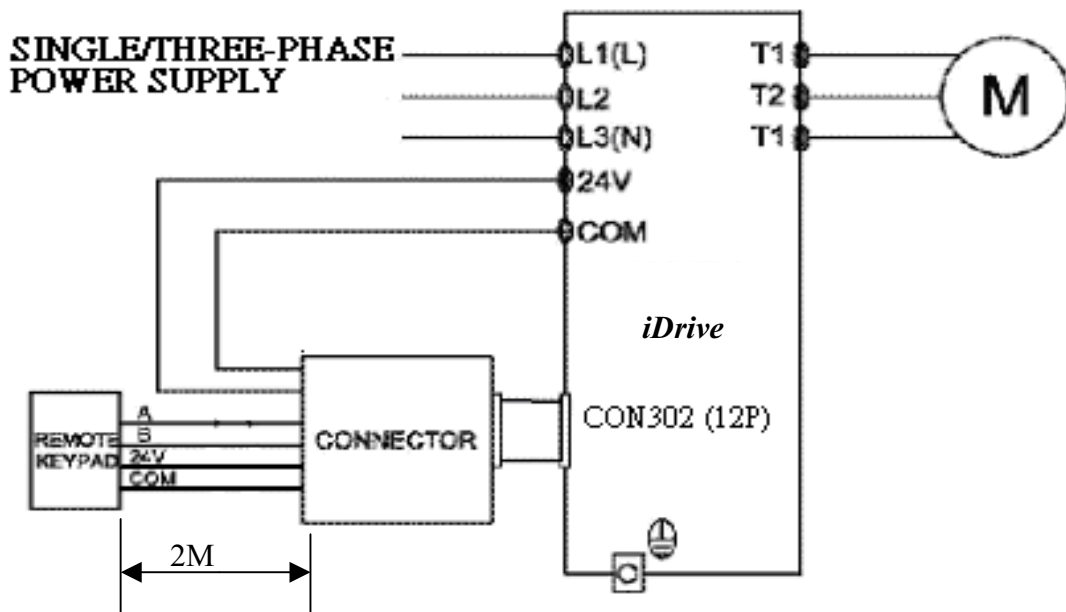 SINGLE/THREE-PHASE
POWER SUPPLY
L1(L)
L2
L3(N)
24V
COM
T1
T2
T1
M
iDrive
CON302 (12P)
CONNECTOR
REMOTE
KEYPAD
A
B
24V
COM
2M
C